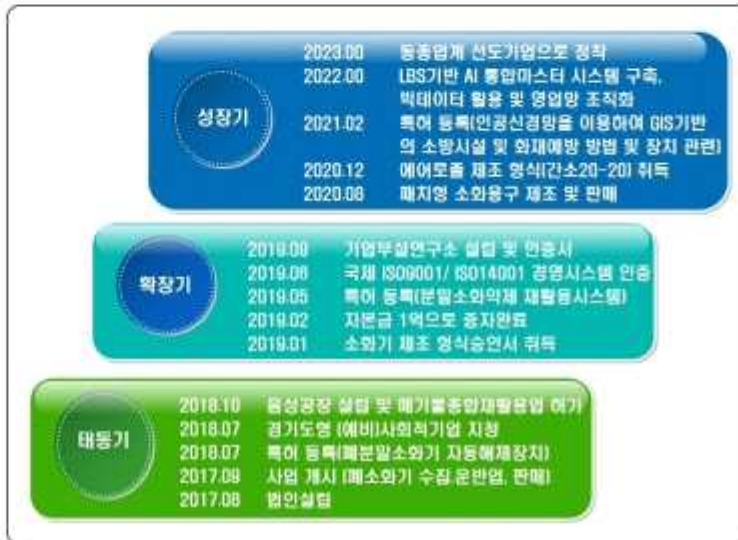 성장기
2023.00 동종업계 선도기업으로 정착
2022.00 LBS기반 AI 통합마스터 시스템 구축,
빅데이터 활용 및 영업망 조직화
2021.02 특허 등록(인공신경망을 이용하여 GIS기반
의 소방시설 및 화재예방 방법 및 장치 관련)
2020.12 에어로졸 제조 형식(간소20-20) 취득
2020.08 패치형 소화용구 제조 및 판매
확장기
2019.09 기업부설연구소 설립 및 인증서
2019.06 국제 ISO9001/ ISO14001 경영시스템 인증
2019.05 특허 등록(분말소화약제 재활용시스템)
2019.02 자본금 1억으로 증자완료
2019.01 소화기 제조 형식승인서 취득
태동기
2018.10 음성공장 설립 및 폐기물종합재활용업 허가
2018.07 경기도형 (예비)사회적기업 지정
2018.07 특허 등록(폐분말소화기 자동해체장치)
2017.09 사업 개시 (폐소화기 수집.운반업, 판매)
2017.08 법인설립